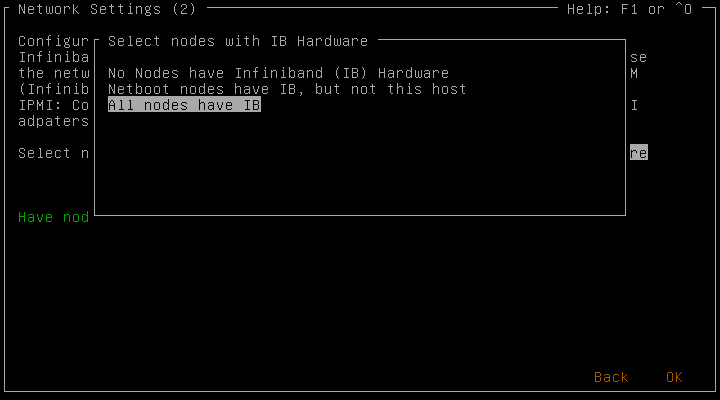 Network Settings (2) Help: F1 or ^O
Configur Select nodes with IB Hardware
Infiniba se
the netw No Nodes have Infiniband (IB) Hardware M
(Infinib Netboot nodes have IB, but not this host
IPMI: Co All nodes have IB I
adpaters
Select n re
Have nod
Back OK